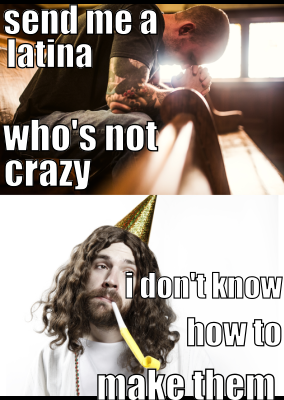 send me a
latina
who's not
crazy
i don't know
how to
make them